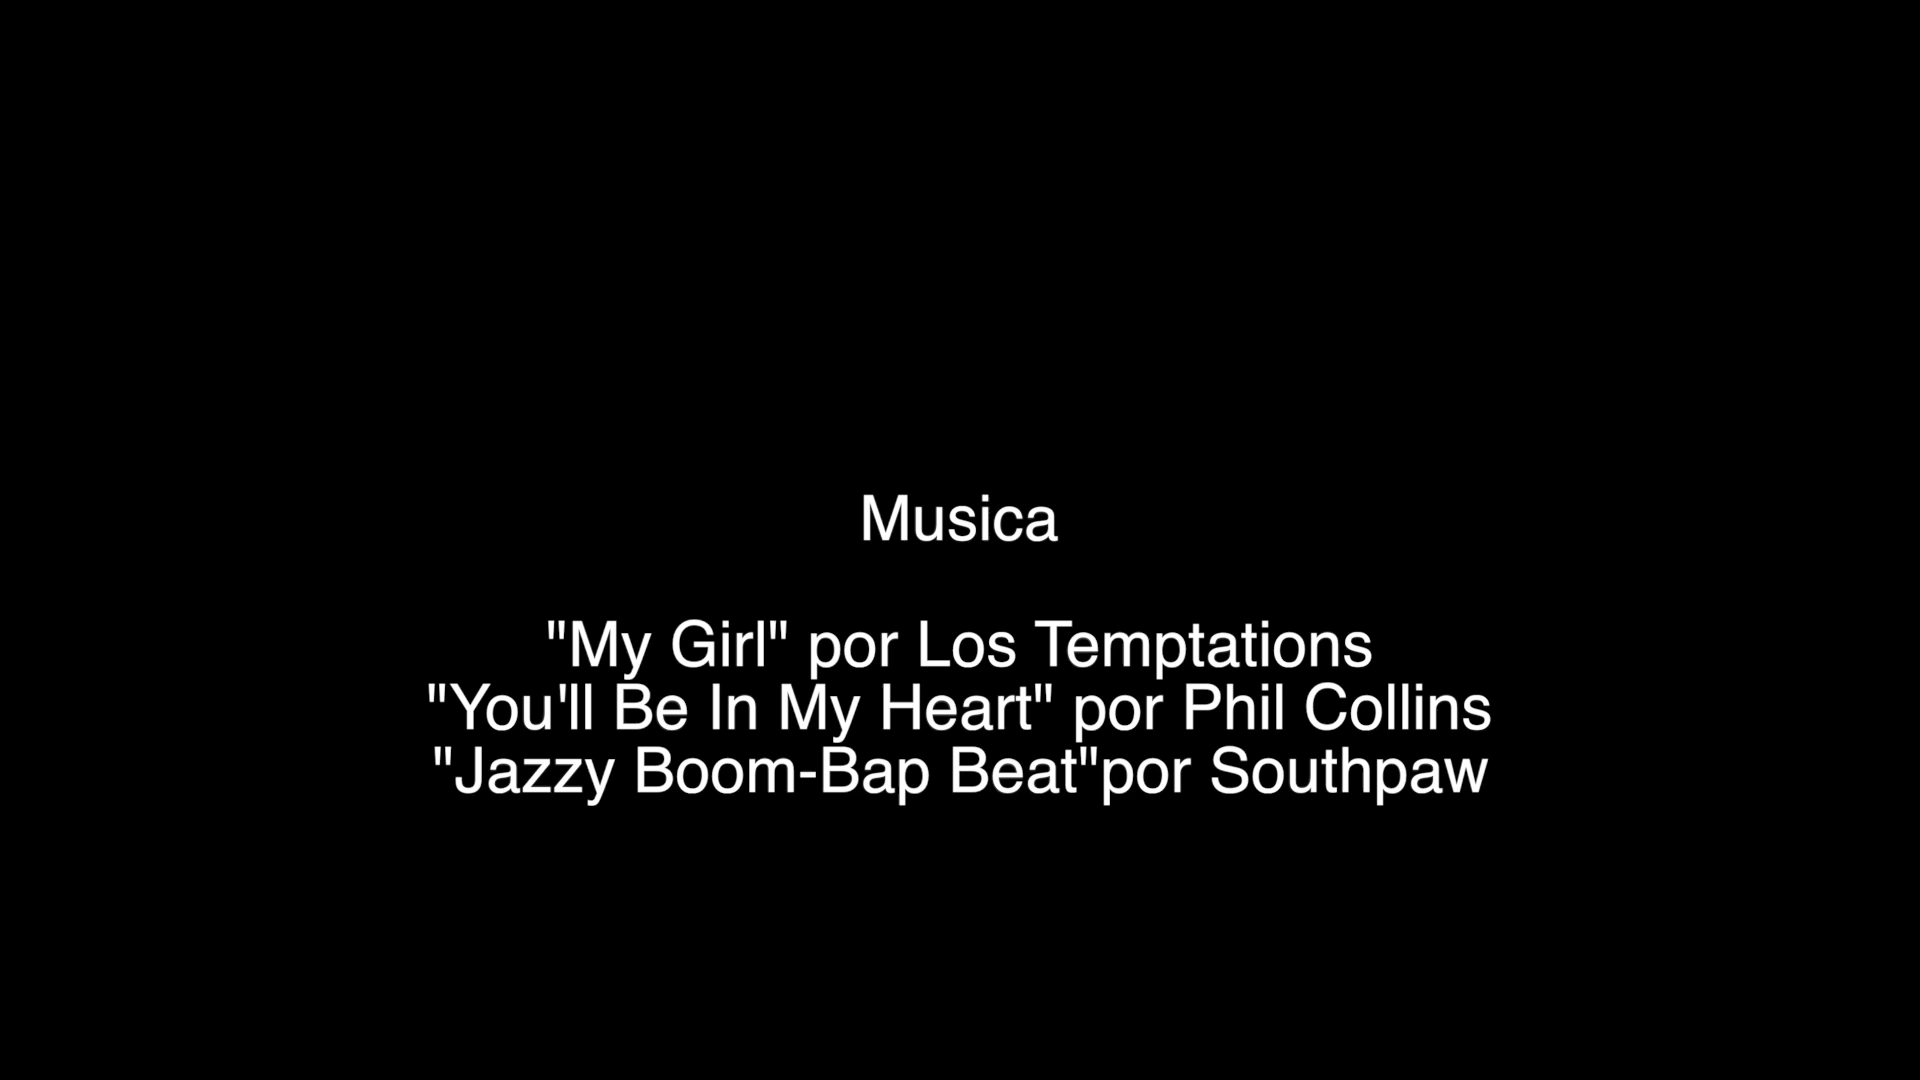 Musica
"My Girl" por Los Temptations
"You'll Be In My Heart" por Phil Collins
"Jazzy Boom-Bap Beat"por Southpaw